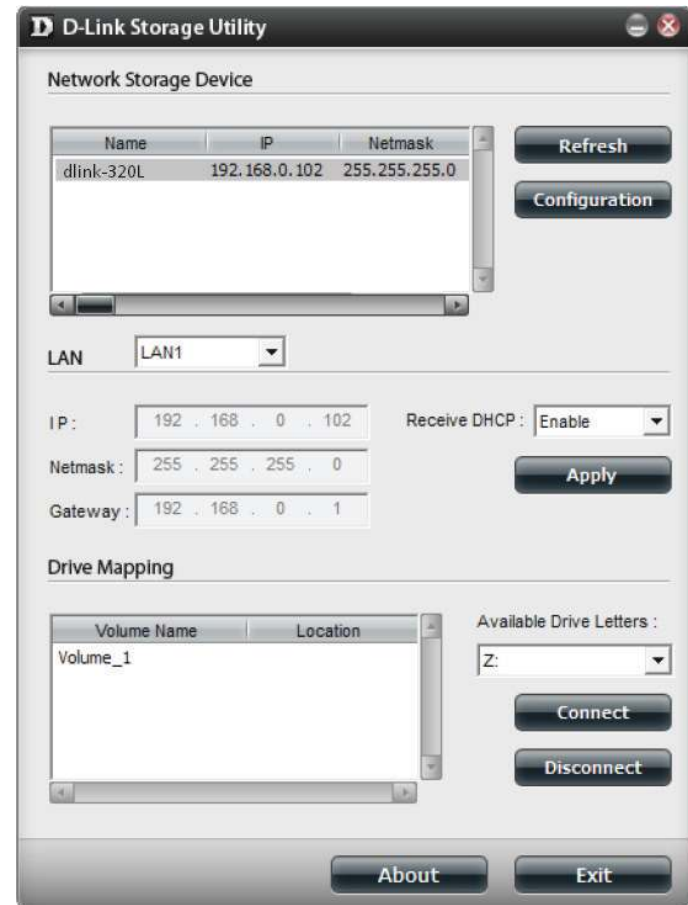 D D-Link Storage Utility
Network Storage Device
Name IP Netmask
dlink-320L 192.168.0.102 255.255.255.0
Refresh
Configuration
LAN LAN1
IP: 192 . 168 . 0 . 102 Receive DHCP : Enable
Netmask : 255 . 255 . 255 . 0 Apply
Gateway : 192 . 168 . 0 . 1
Drive Mapping
Volume Name Location
Volume_1
Available Drive Letters :
Z:
Connect
Disconnect
About Exit